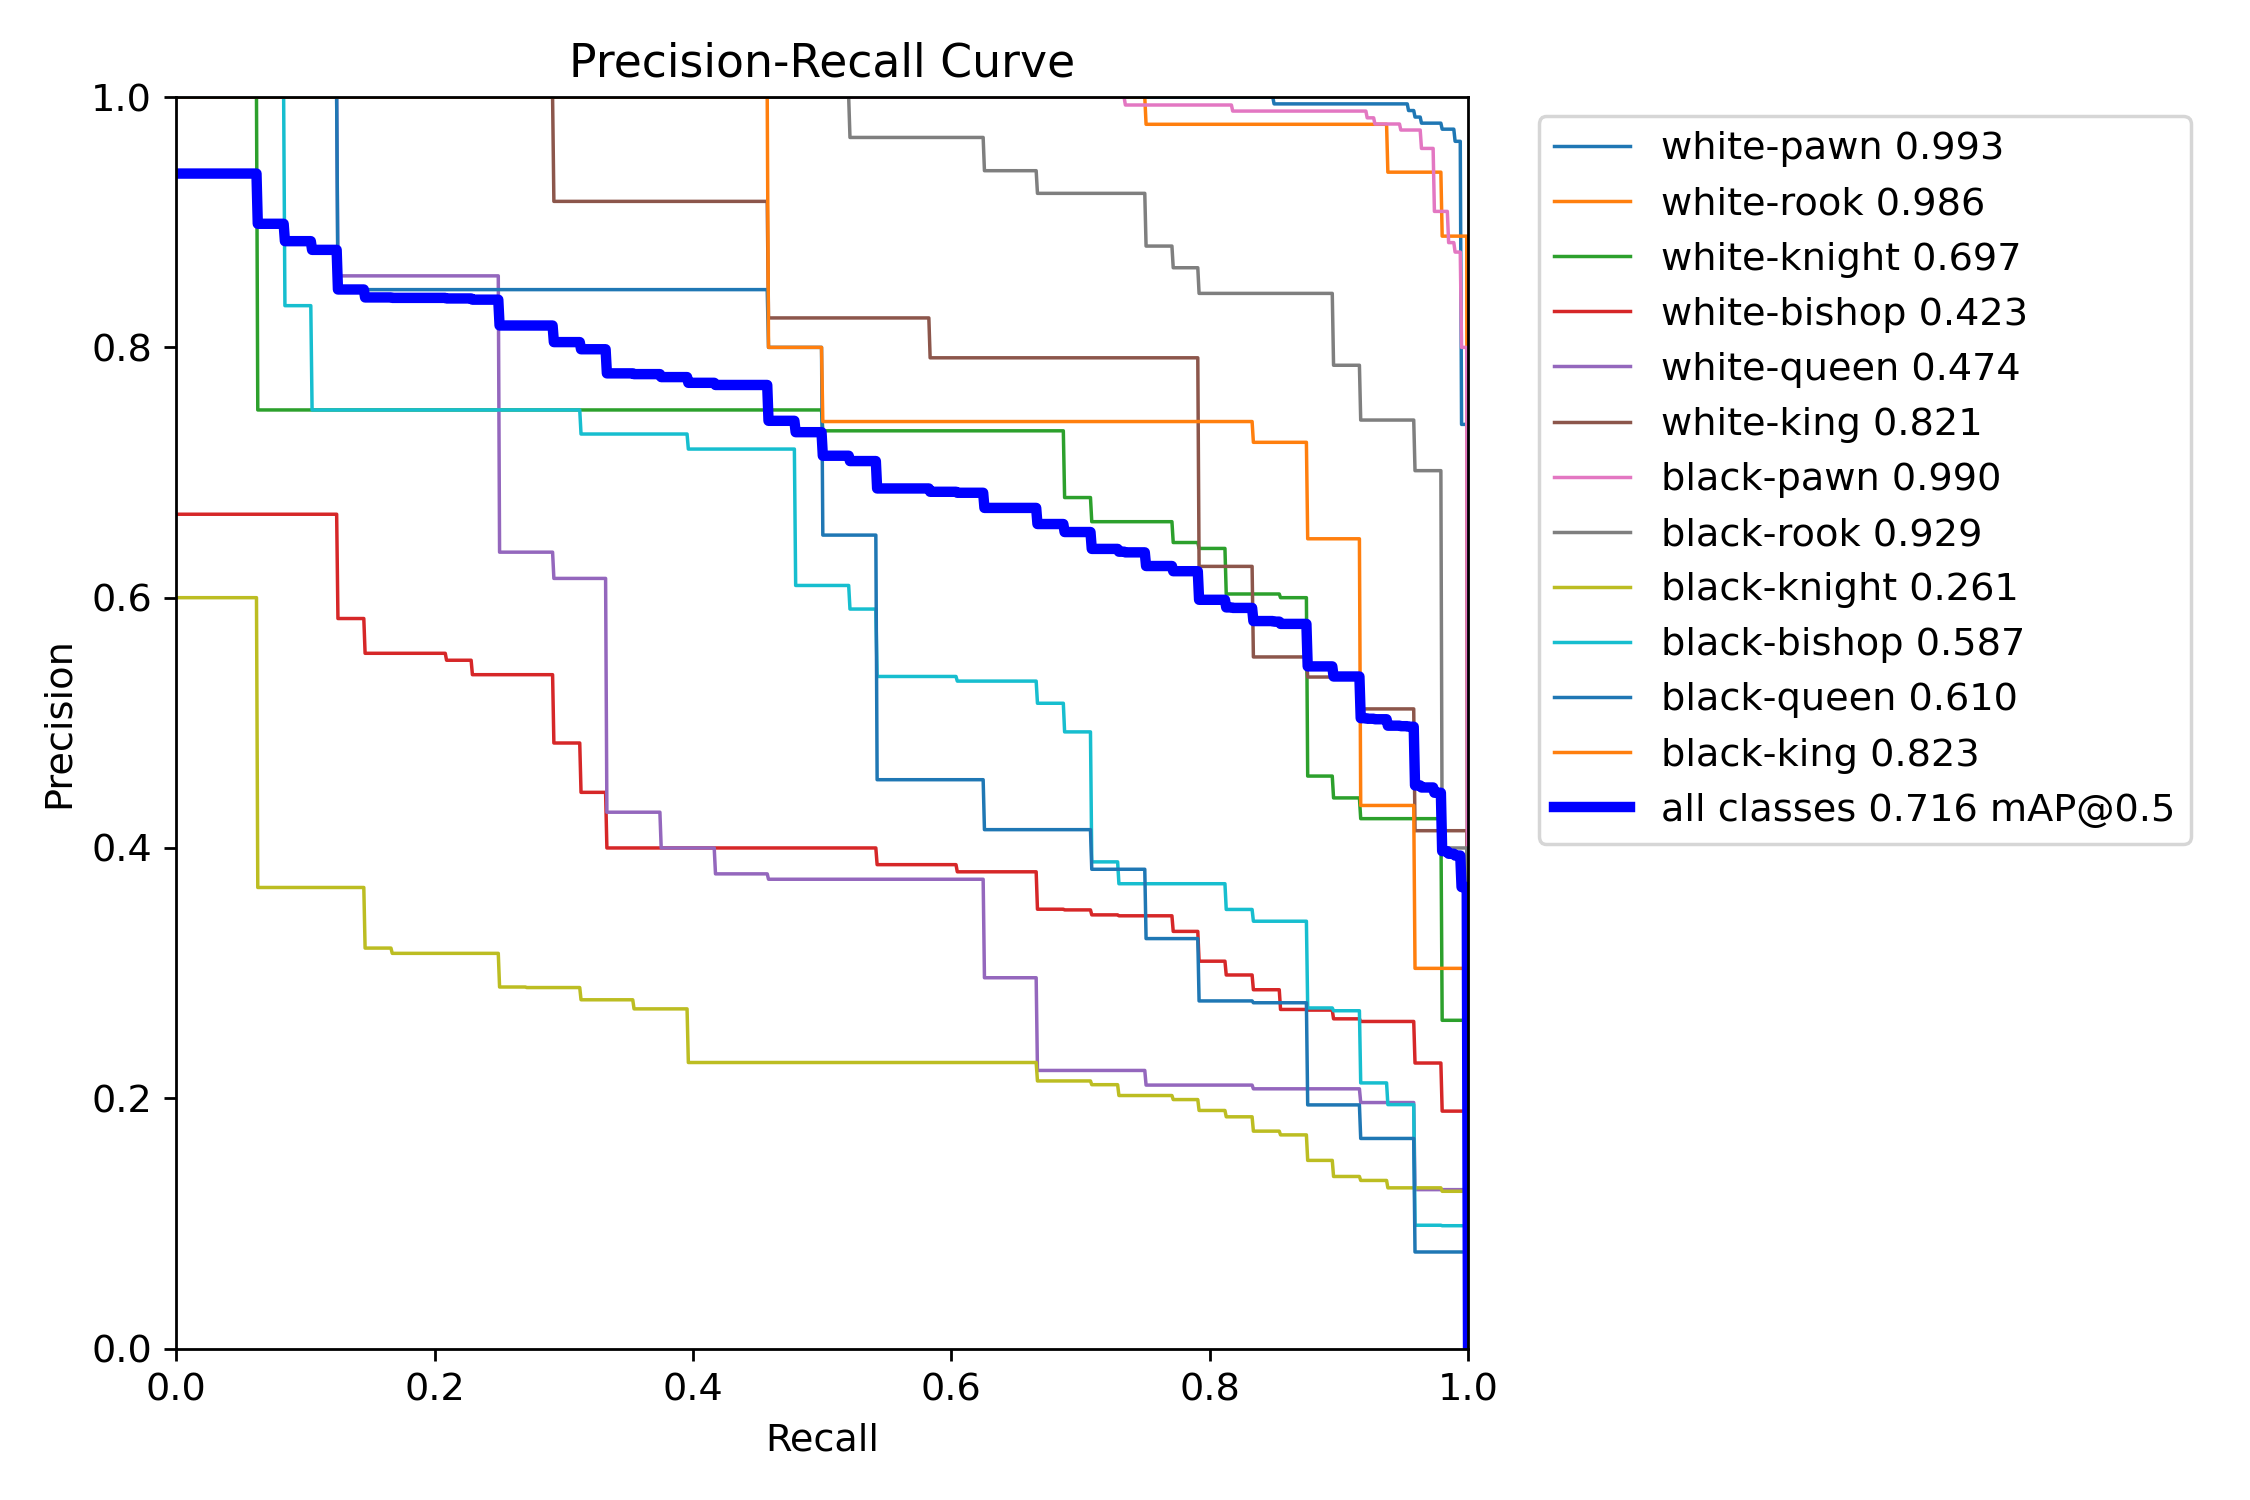 Precision-Recall Curve
1.0
0.8
0.6
0.4
0.2
0.0
Precision
0.0 0.2 0.4 0.6 0.8 1.0
Recall
white-pawn 0.993
white-rook 0.986
white-knight 0.697
white-bishop 0.423
white-queen 0.474
white-king 0.821
black-pawn 0.990
black-rook 0.929
black-knight 0.261
black-bishop 0.587
black-queen 0.610
black-king 0.823
all classes 0.716 mAP@0.5